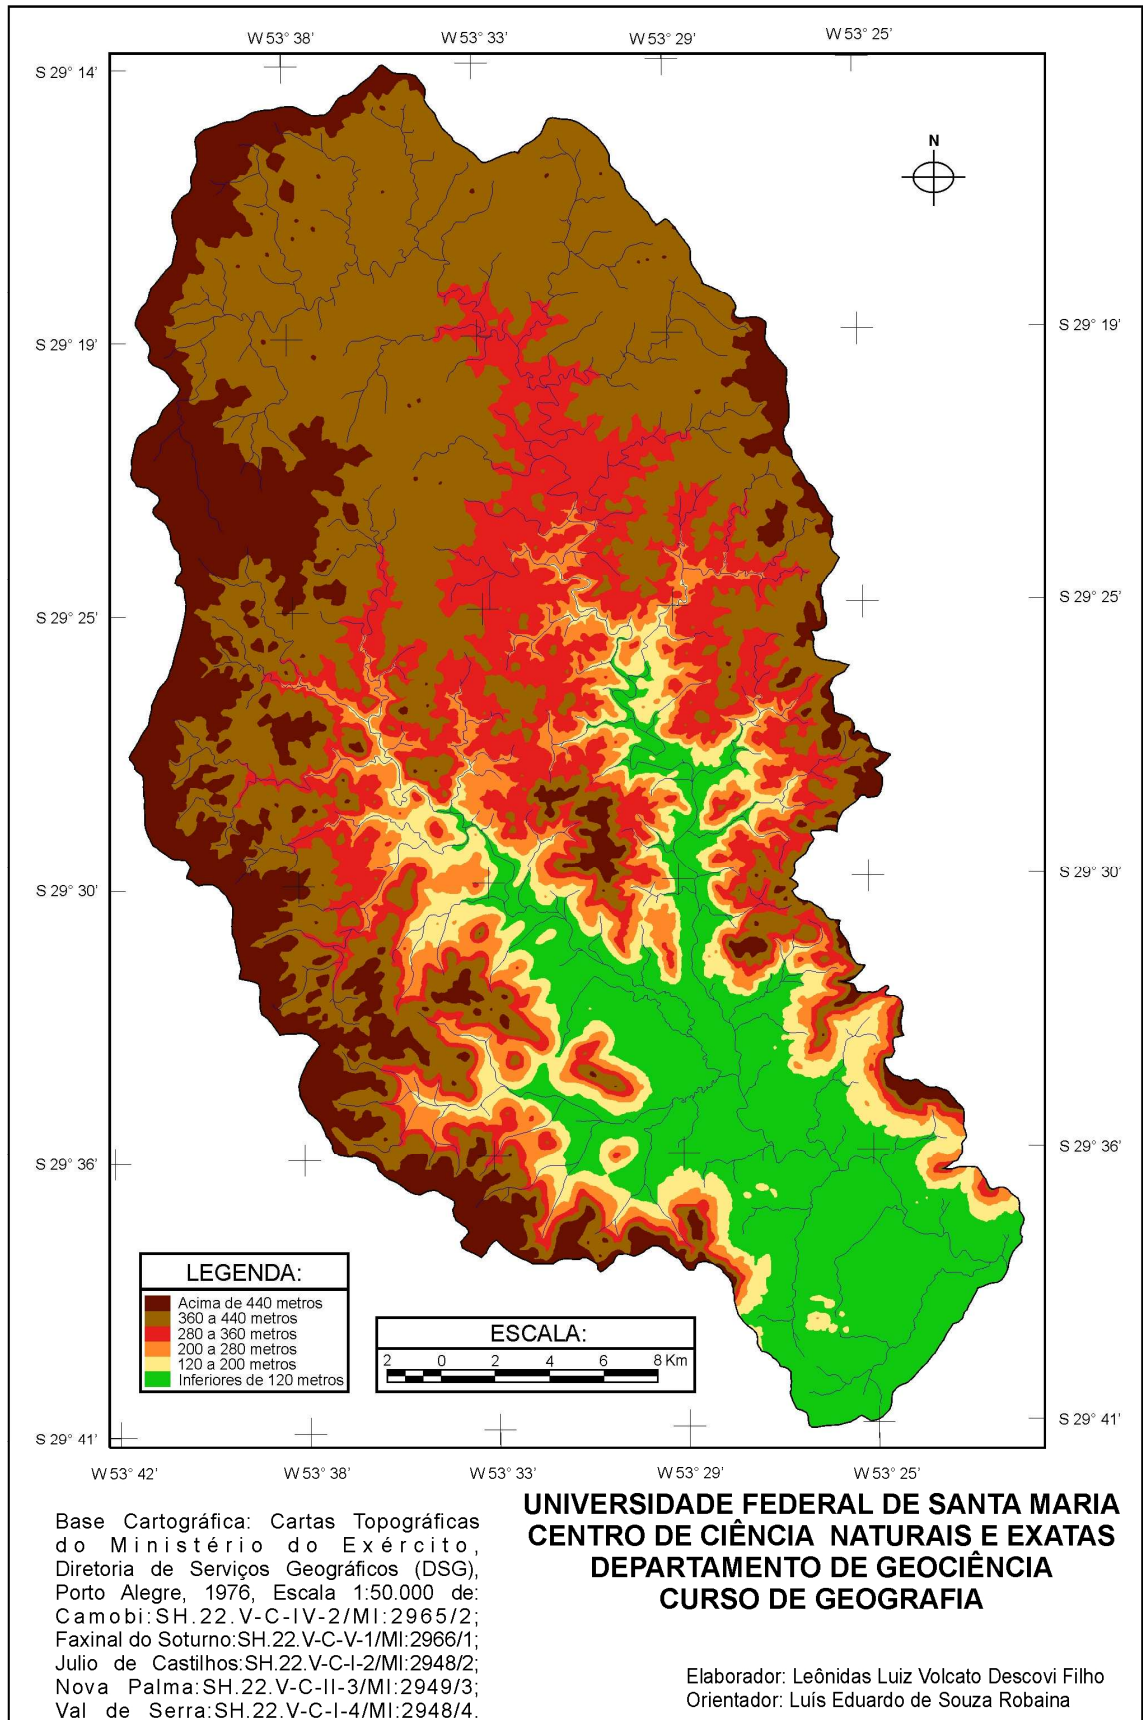 W 53° 38'
W 53° 33'
W 53° 29'
W 53° 25'
S 29° 14'
N
S 29° 19'
S 29° 19'
S 29° 25'
S 29° 25'
S 29° 30'
S 29° 30'
S 29° 36'
S 29° 36'
LEGENDA:
Acima de 440 metros
360 a 440 metros
280 a 360 metros
200 a 280 metros
120 a 200 metros
Inferiores de 120 metros
ESCALA:
2 0 2 4 6 8 Km
S 29° 41'
S 29° 41'
W 53° 42'
W 53° 38'
W 53° 33'
W 53° 29'
W 53° 25'
UNIVERSIDADE FEDERAL DE SANTA MARIA
CENTRO DE CIÊNCIA NATURAIS E EXATAS
DEPARTAMENTO DE GEOCIÊNCIA
CURSO DE GEOGRAFIA
Base Cartográfica: Cartas Topográficas
do Ministério do Exército,
Diretoria de Serviços Geográficos (DSG),
Porto Alegre, 1976, Escala 1:50.000 de:
Camobi:SH.22.V-C-IV-2/MI:2965/2;
Faxinal do Soturno:SH.22.V-C-V-1/MI:2966/1;
Julio de Castilhos:SH.22.V-C-I-2/MI:2948/2;
Nova Palma:SH.22.V-C-II-3/MI:2949/3;
Val de Serra:SH.22.V-C-I-4/MI:2948/4.
Elaborador: Leônidas Luiz Volcato Descovi Filho
Orientador: Luís Eduardo de Souza Robaina